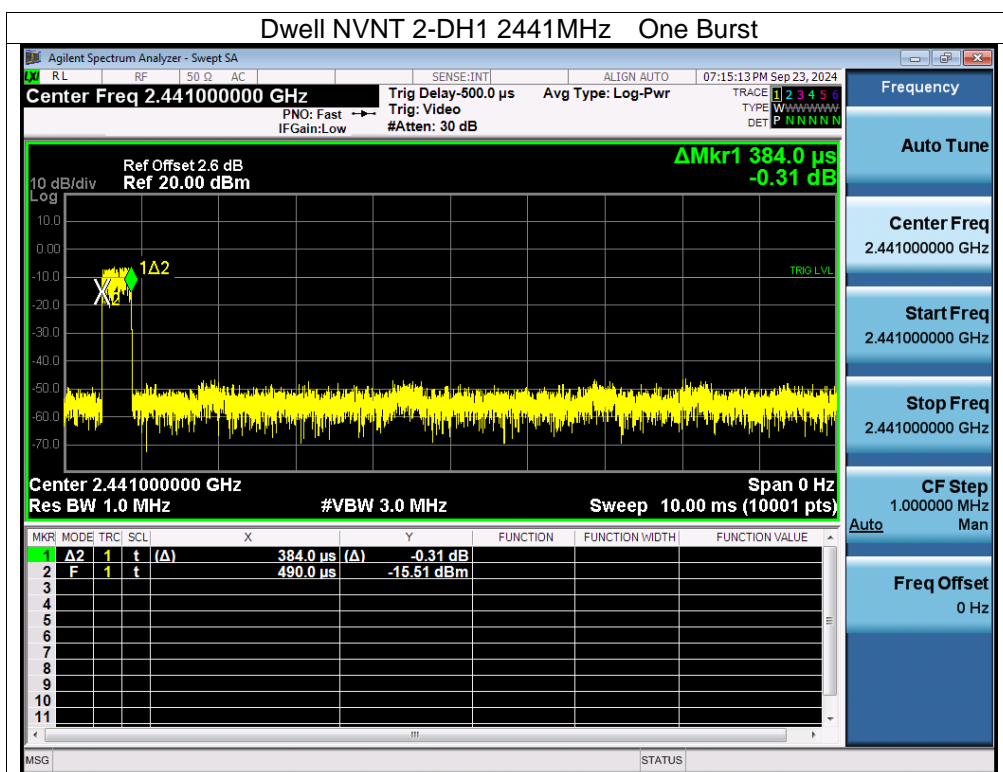 Dwell NVNT 2-DH1 2441MHz One Burst
Agilent Spectrum Analyzer - Swept SA
LXI RL RF 50 Ω AC SENSE:INT ALIGN AUTO 07:15:13 PM Sep 23, 2024
Center Freq 2.441000000 GHz Trig Delay-500.0 µs Avg Type: Log-Pwr TRACE 1 2 3 4 5 6
PNO: Fast Trig: Video TYPE WWWWWWW
IFGain:Low #Atten: 30 dB DET P N N N N N
ΔMkr1 384.0 µs
-0.31 dB
Ref Offset 2.6 dB
10 dB/div Ref 20.00 dBm
Log
10.0
0.00
-10.0
-20.0
-30.0
-40.0
-50.0
-60.0
-70.0
1Δ2
2
TRIG LVL
Center 2.441000000 GHz Span 0 Hz
Res BW 1.0 MHz #VBW 3.0 MHz Sweep 10.00 ms (10001 pts)
MKR MODE TRC SCL X Y FUNCTION FUNCTION WIDTH FUNCTION VALUE
1 Δ2 1 t (Δ) 384.0 µs (Δ) -0.31 dB
2 F 1 t 490.0 µs -15.51 dBm
3
4
5
6
7
8
9
10
11
MSG STATUS
Frequency
Auto Tune
Center Freq
2.441000000 GHz
Start Freq
2.441000000 GHz
Stop Freq
2.441000000 GHz
CF Step
1.000000 MHz
Auto Man
Freq Offset
0 Hz